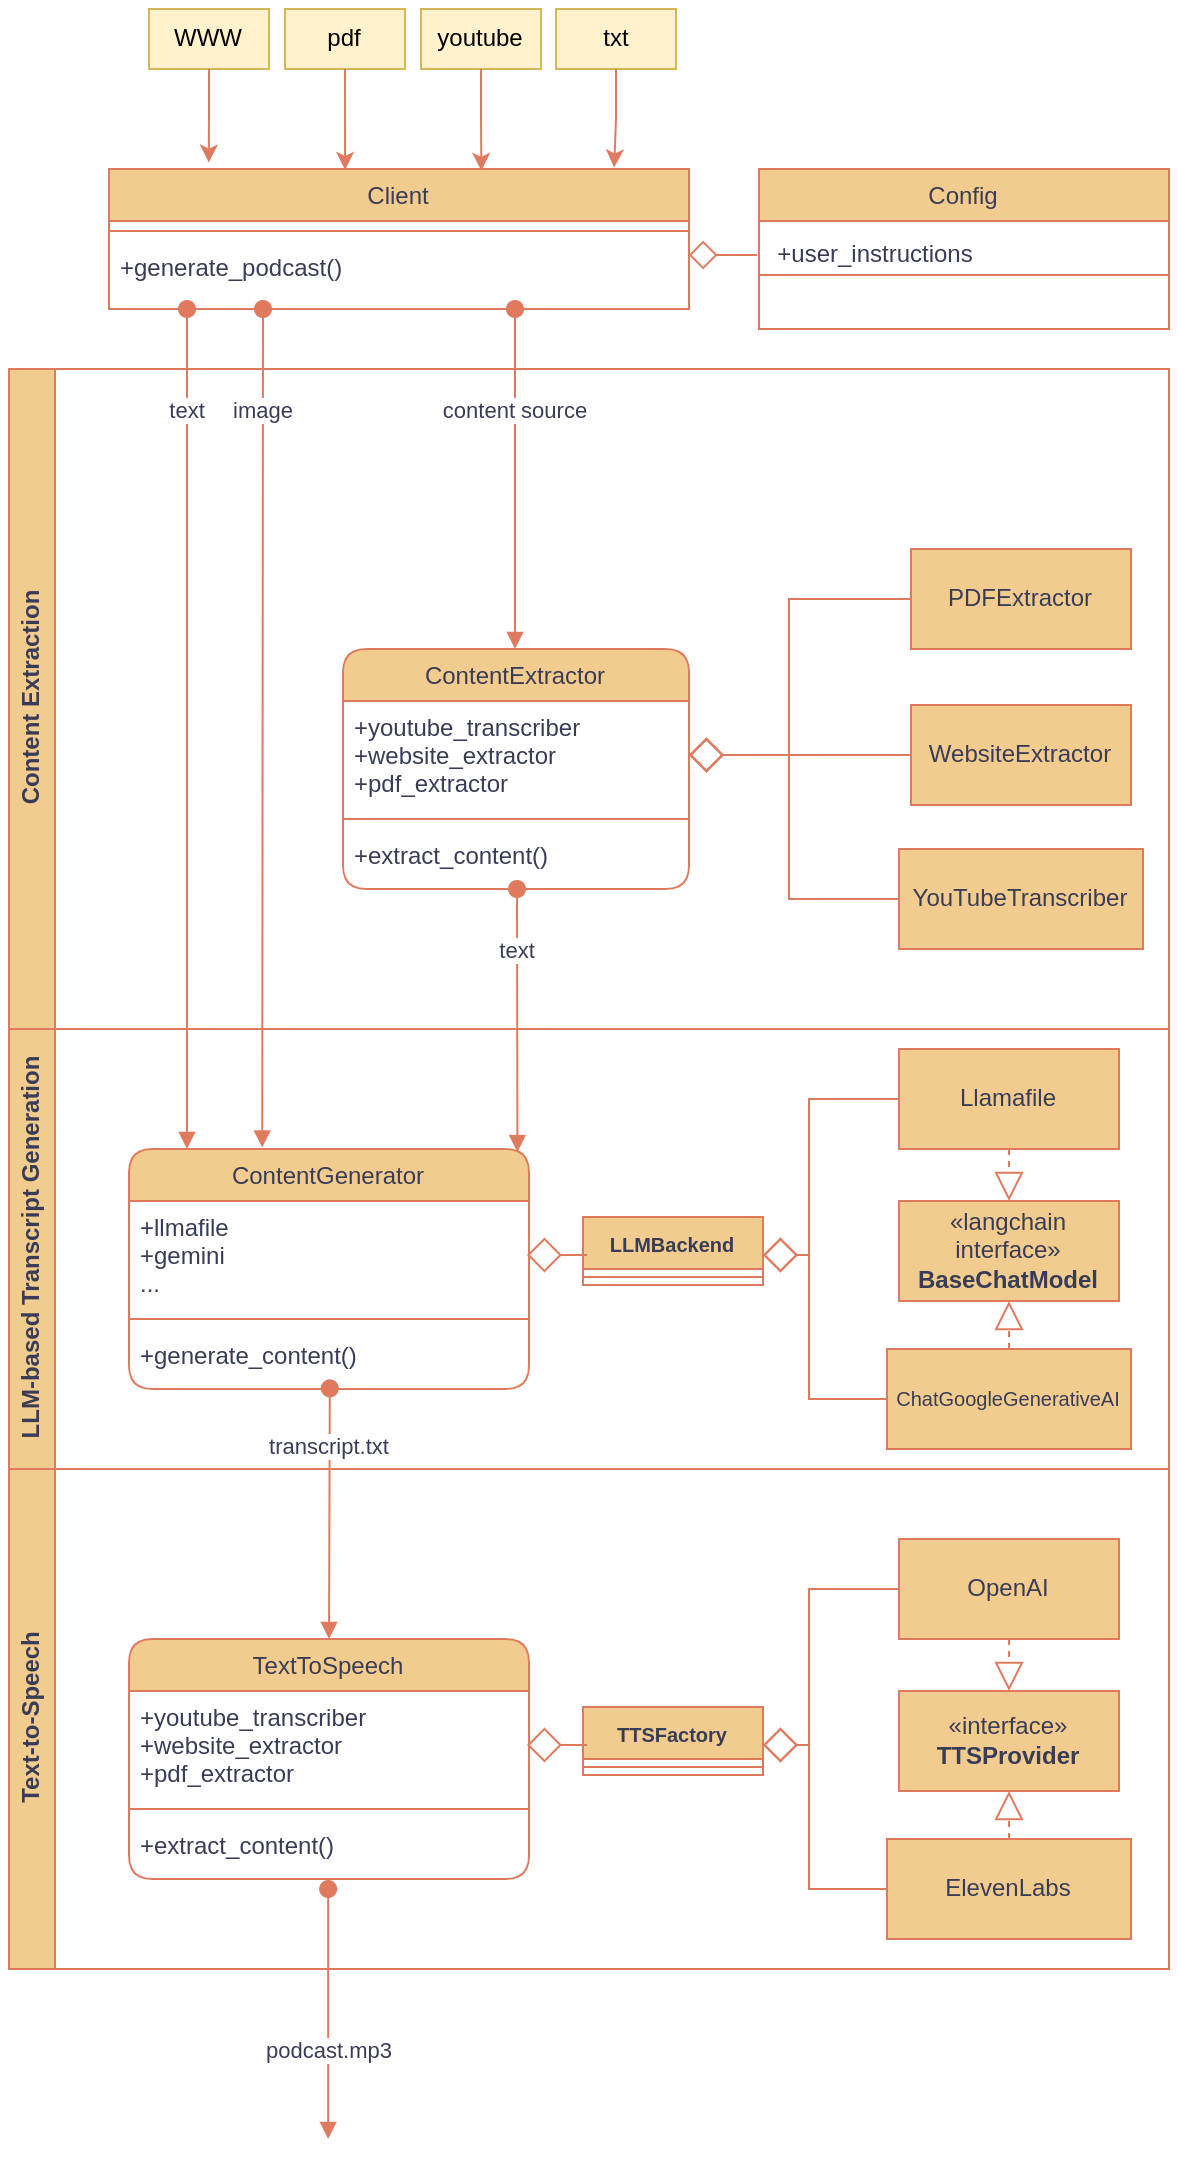 WWW
pdf
youtube
txt
Client
+generate_podcast()
Config
+user_instructions
text
image
content source
Content Extraction
ContentExtractor
+youtube_transcriber
+website_extractor
+pdf_extractor
+extract_content()
PDFExtractor
WebsiteExtractor
YouTubeTranscriber
text
LLM-based Transcript Generation
ContentGenerator
+llmafile
+gemini
...
+generate_content()
LLMBackend
Llamafile
«langchain
interface»
BaseChatModel
ChatGoogleGenerativeAI
transcript.txt
Text-to-Speech
TextToSpeech
+youtube_transcriber
+website_extractor
+pdf_extractor
+extract_content()
TTSFactory
OpenAI
«interface»
TTSProvider
ElevenLabs
podcast.mp3